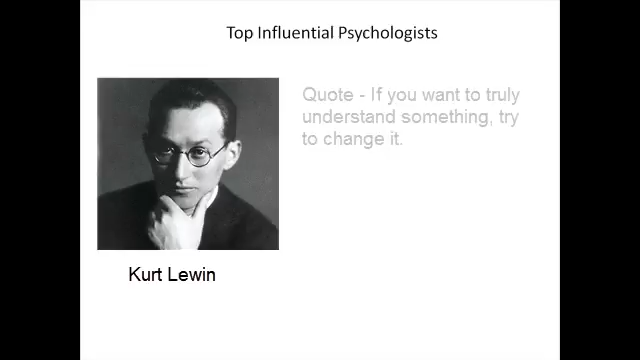 Top Influential Psychologists
Quote - If you want to truly
understand something, try
to change it.
Kurt Lewin